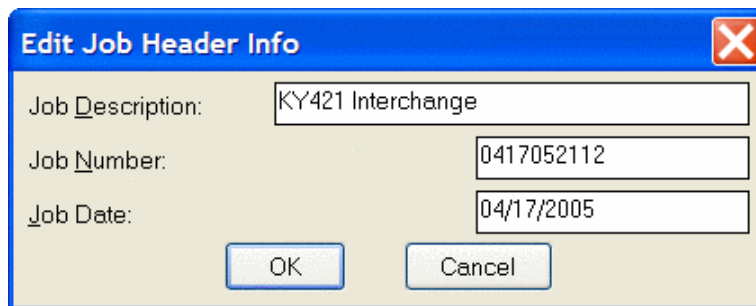 Edit Job Header Info
Job Description: KY421 Interchange
Job Number: 0417052112
Job Date: 04/17/2005
OK Cancel